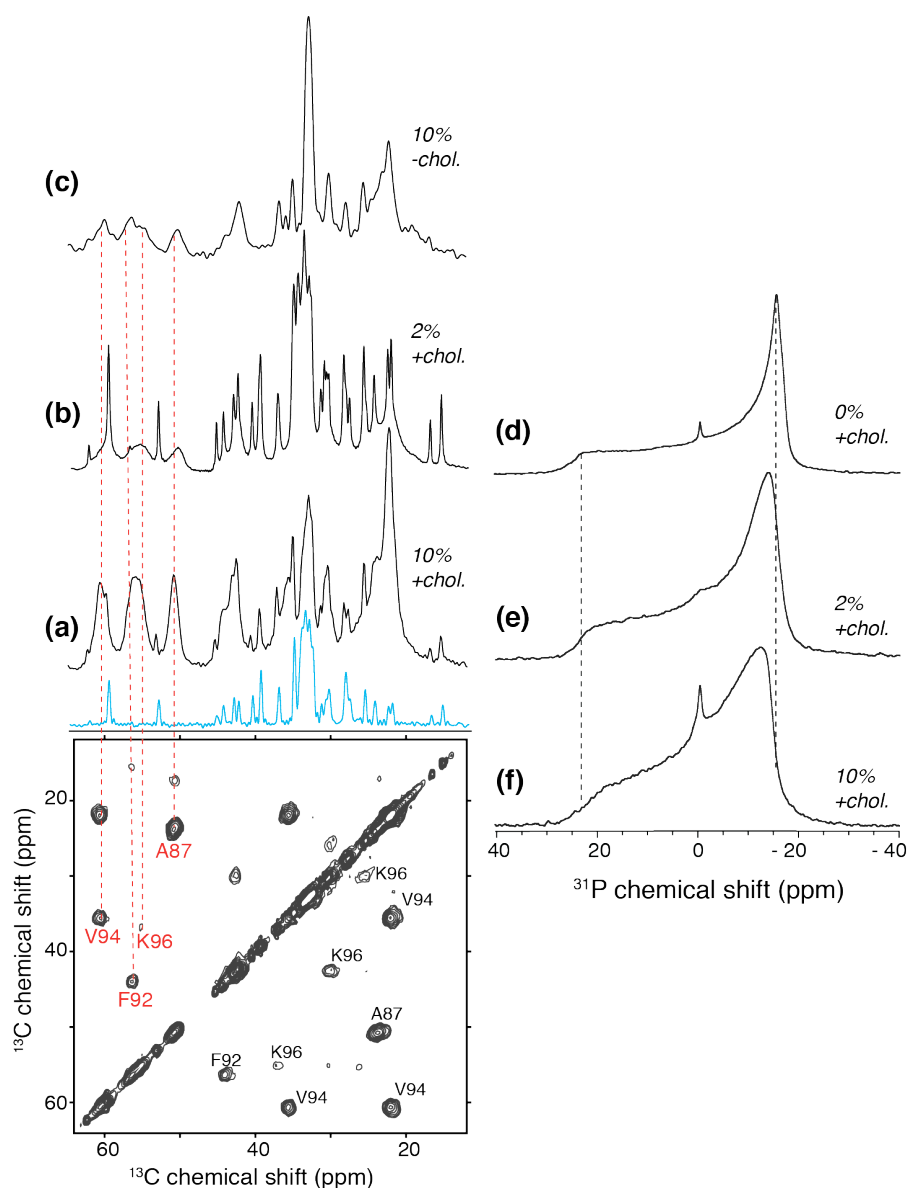 10%
-chol.
(c)
2%
+chol.
(b)
10%
+chol.
(a)
0%
+chol.
(d)
2%
+chol.
(e)
10%
+chol.
(f)
40 20 0 -20 - 40
³¹P chemical shift (ppm)
20
40
60
¹³C chemical shift (ppm)
A87
K96
V94
V94
K96
K96
F92
A87
F92
K96
V94
V94
60 40 20
¹³C chemical shift (ppm)